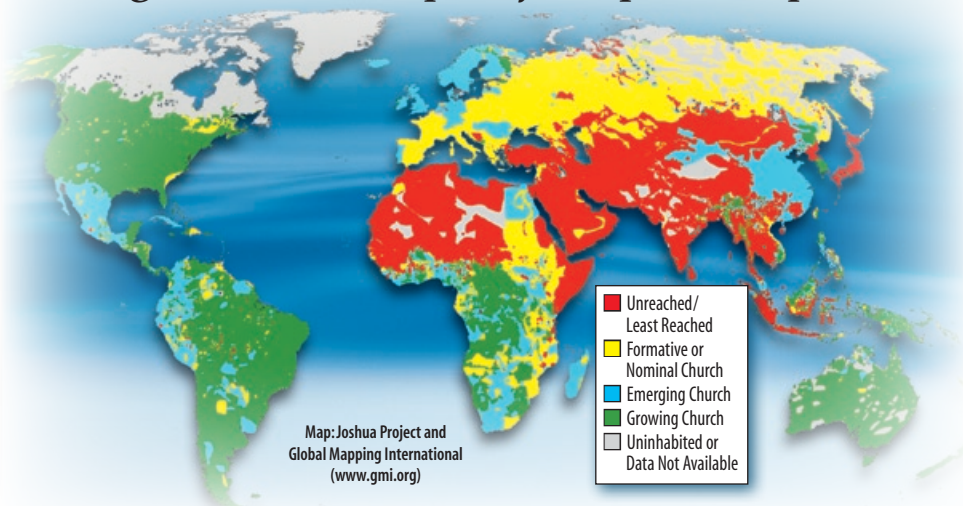 Unreached/
Least Reached
Formative or
Nominal Church
Emerging Church
Growing Church
Uninhabited or
Data Not Available
Map: Joshua Project and
Global Mapping International
(www.gmi.org)